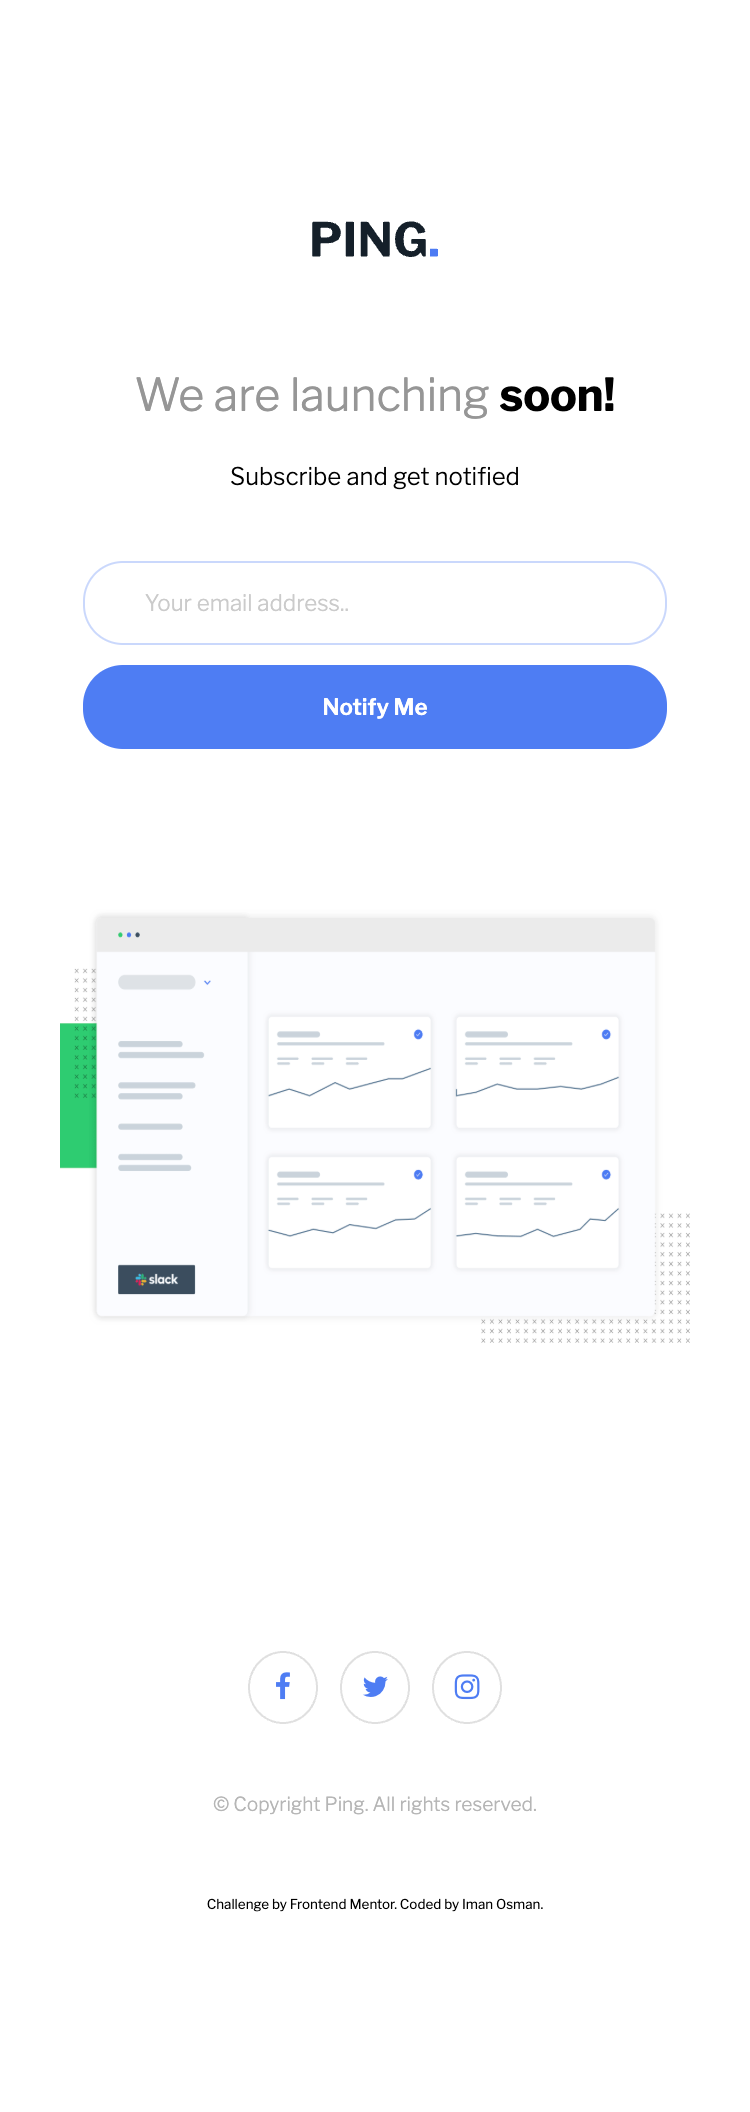 PING.
We are launching soon!
Subscribe and get notified
Your email address..
Notify Me
slack
© Copyright Ping. All rights reserved.
Challenge by Frontend Mentor. Coded by Iman Osman.